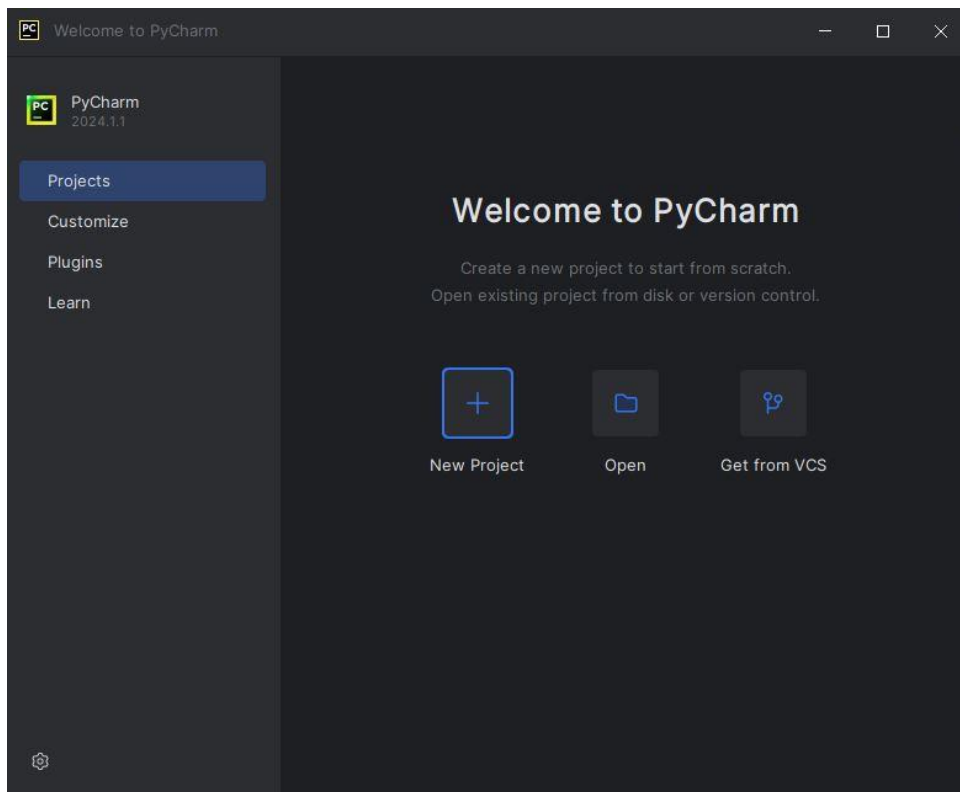 PC Welcome to PyCharm
PC PyCharm
2024.1.1
Projects
Customize
Plugins
Learn
Welcome to PyCharm
Create a new project to start from scratch.
Open existing project from disk or version control.
New Project Open Get from VCS